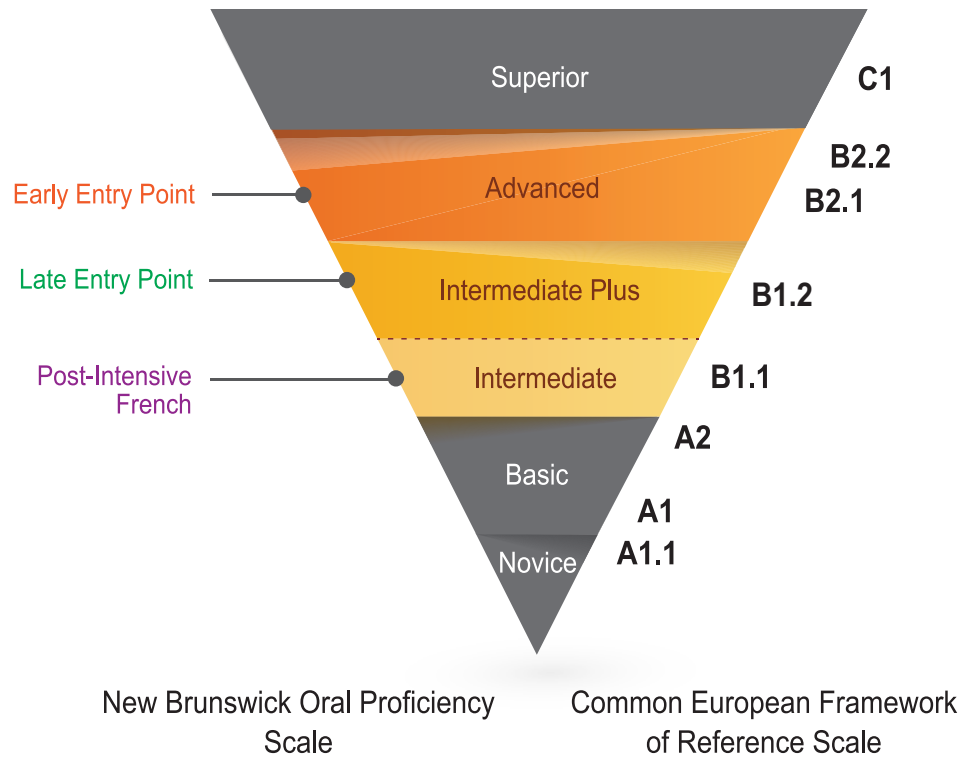 Superior
C1
B2.2
Early Entry Point
Advanced
B2.1
Late Entry Point
Intermediate Plus
B1.2
Post-Intensive
French
Intermediate
B1.1
A2
Basic
A1
A1.1
Novice
New Brunswick Oral Proficiency
Scale
Common European Framework
of Reference Scale